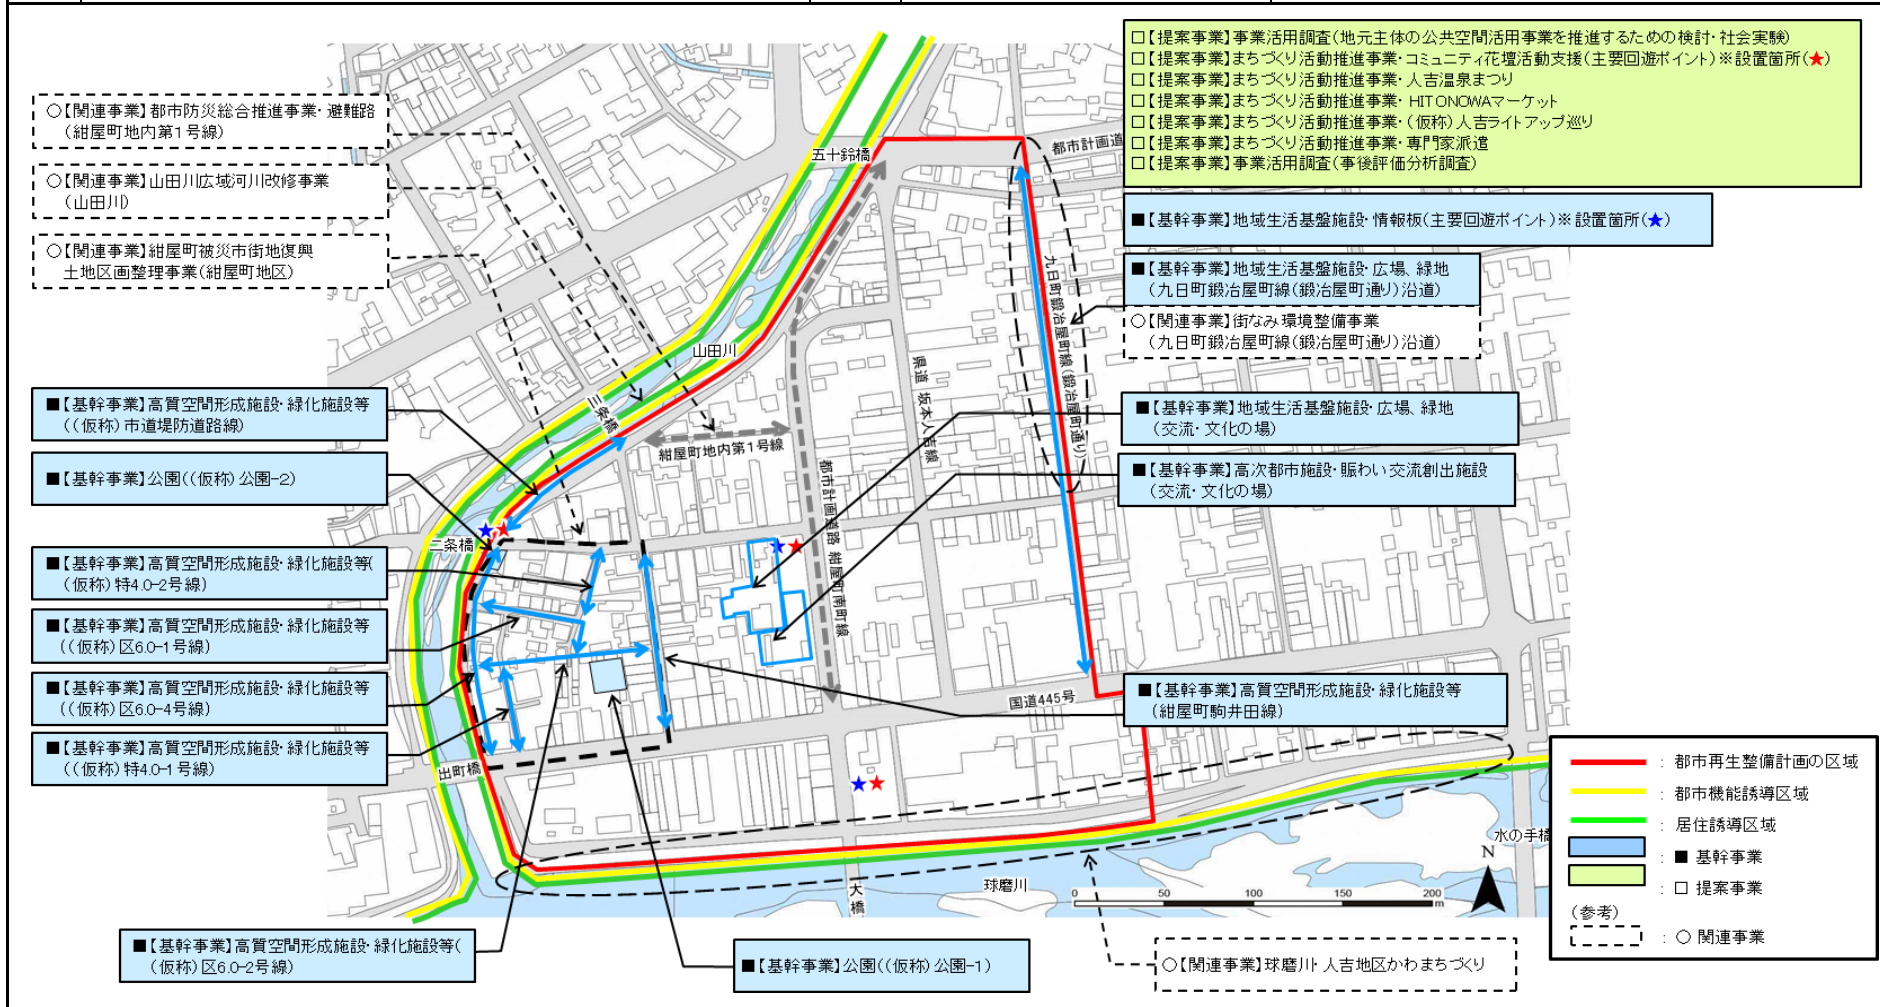 □【提案事業】事業活用調査(地元主体の公共空間活用事業を推進するための検討・社会実験)
□【提案事業】まちづくり活動推進事業・コミュニティ花壇活動支援(主要回遊ポイント)※設置箇所(★)
□【提案事業】まちづくり活動推進事業・人吉温泉まつり
□【提案事業】まちづくり活動推進事業・HITONOWAマーケット
□【提案事業】まちづくり活動推進事業・(仮称)人吉ライトアップ巡り
□【提案事業】まちづくり活動推進事業・専門家派遣
□【提案事業】事業活用調査(事後評価分析調査)
■【基幹事業】地域生活基盤施設・情報板(主要回遊ポイント)※設置箇所(★)
■【基幹事業】地域生活基盤施設・広場、緑地
(九日町鍛冶屋町線(鍛冶屋町通り)沿道)
○【関連事業】街なみ環境整備事業
(九日町鍛冶屋町線(鍛冶屋町通り)沿道)
■【基幹事業】地域生活基盤施設・広場、緑地
(交流・文化の場)
■【基幹事業】高次都市施設・賑わい交流創出施設
(交流・文化の場)
■【基幹事業】高質空間形成施設・緑化施設等
(紺屋町駒井田線)
○【関連事業】都市防災総合推進事業・避難路
(紺屋町地内第1号線)
○【関連事業】山田川広域河川改修事業
(山田川)
○【関連事業】紺屋町被災市街地復興
土地区画整理事業(紺屋町地区)
■【基幹事業】高質空間形成施設・緑化施設等
((仮称)市道堤防道路線)
■【基幹事業】公園((仮称)公園-2)
■【基幹事業】高質空間形成施設・緑化施設等(
(仮称)特4.0-2号線)
■【基幹事業】高質空間形成施設・緑化施設等
((仮称)区6.0-1号線)
■【基幹事業】高質空間形成施設・緑化施設等
((仮称)区6.0-4号線)
■【基幹事業】高質空間形成施設・緑化施設等
((仮称)特4.0-1号線)
■【基幹事業】高質空間形成施設・緑化施設等(
(仮称)区6.0-2号線)
■【基幹事業】公園((仮称)公園-1)
○【関連事業】球磨川・人吉地区かわまちづくり
五十鈴橋
都市計画道
山田川
三条橋
紺屋町地内第1号線
都市計画道路 紺屋町南町線
県道 坂本人吉線
九日町鍛冶屋町線(鍛冶屋町通り)
二条橋
出町橋
国道445号
大橋
球磨川
水の手橋
N
0 50 100 150 200
m
: 都市再生整備計画の区域
: 都市機能誘導区域
: 居住誘導区域
: ■ 基幹事業
: □ 提案事業
(参考)
: ○ 関連事業